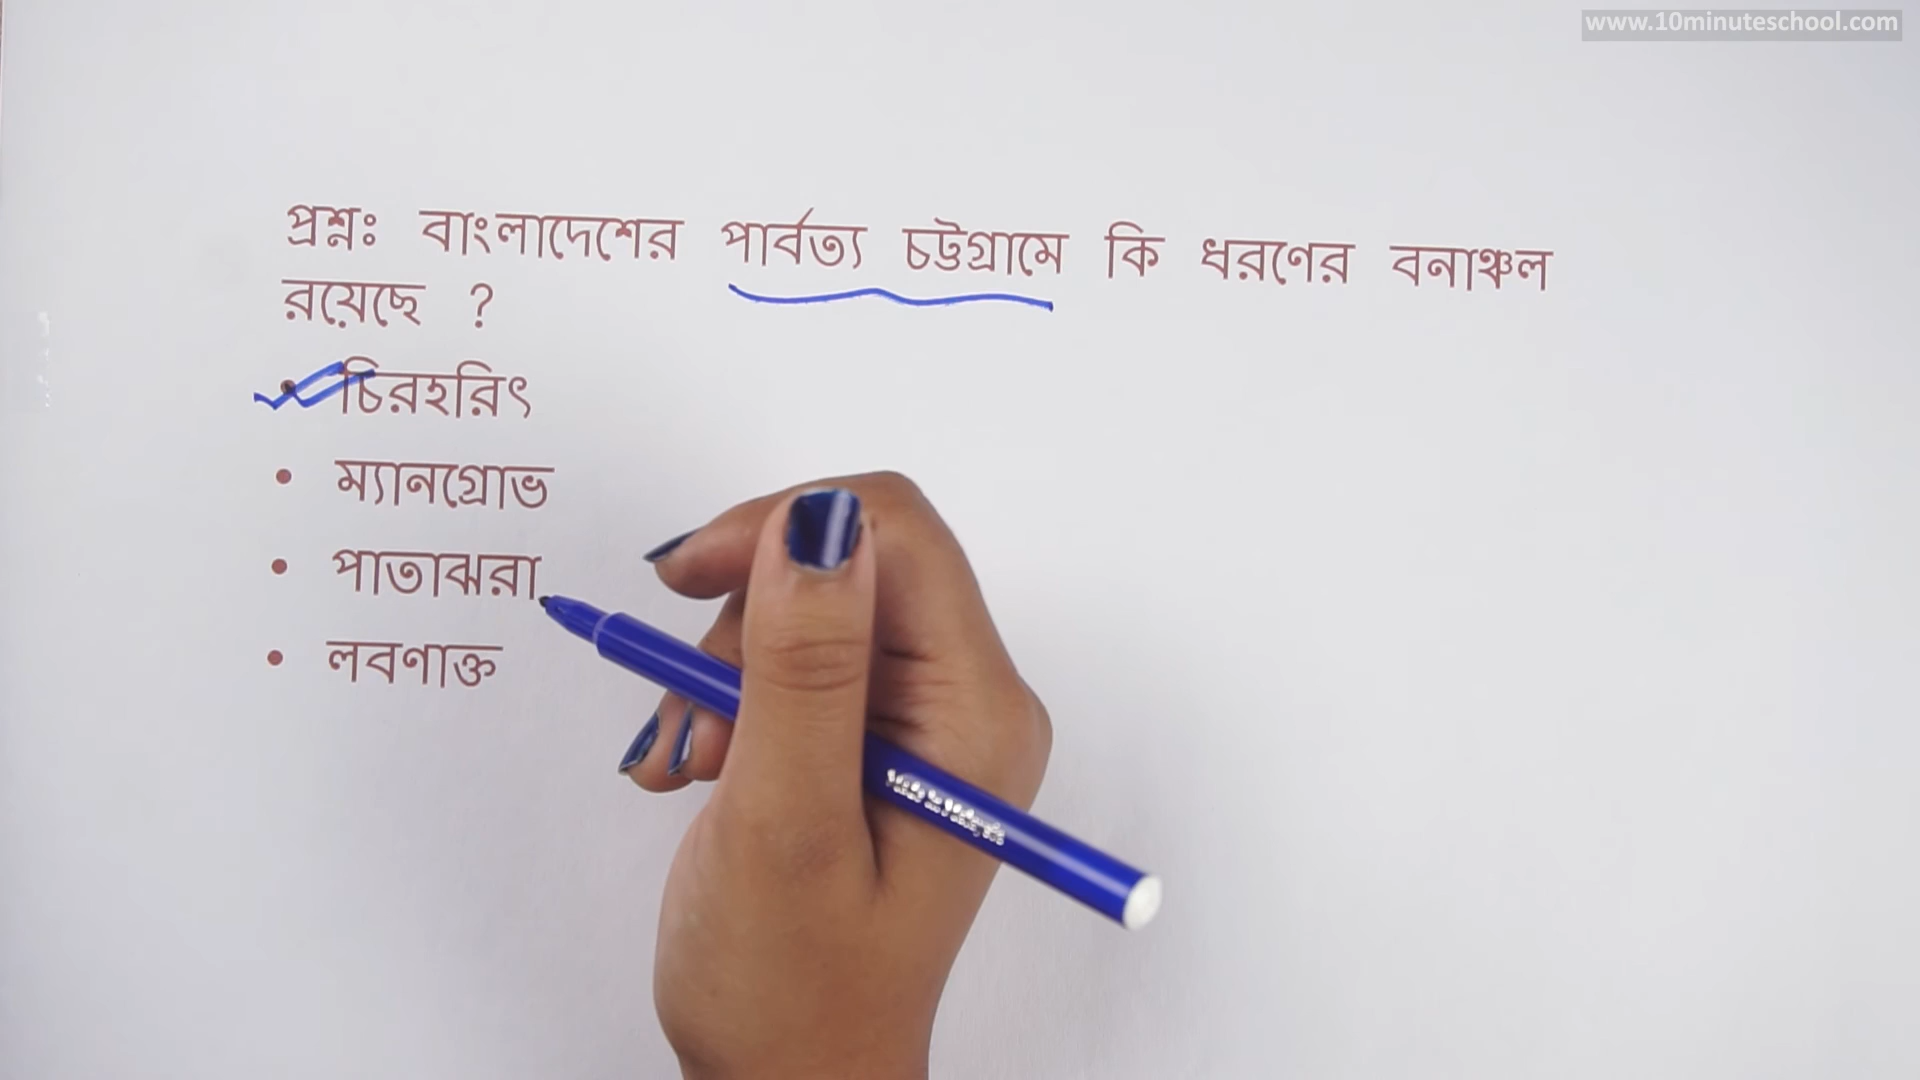 www.10minuteschool.com
প্রশ্নঃ বাংলাদেশের পার্বত্য চট্টগ্রামে কি ধরণের বনাঞ্চল
রয়েছে ?
• চিরহরিৎ
• ম্যানগ্রোভ
• পাতাঝরা
• লবণাক্ত